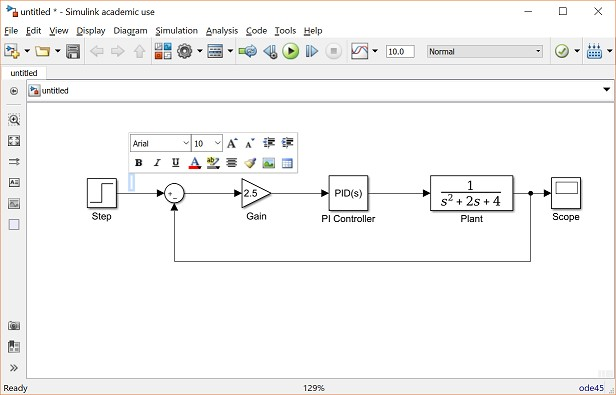 untitled * - Simulink academic use
File Edit View Display Diagram Simulation Analysis Code Tools Help
10.0 Normal
untitled
untitled
Arial 10 A A
B I U A ab
A≡
2.5 PID(s) 1
s² + 2s + 4
Step Gain PI Controller Plant Scope
Ready 129% ode45